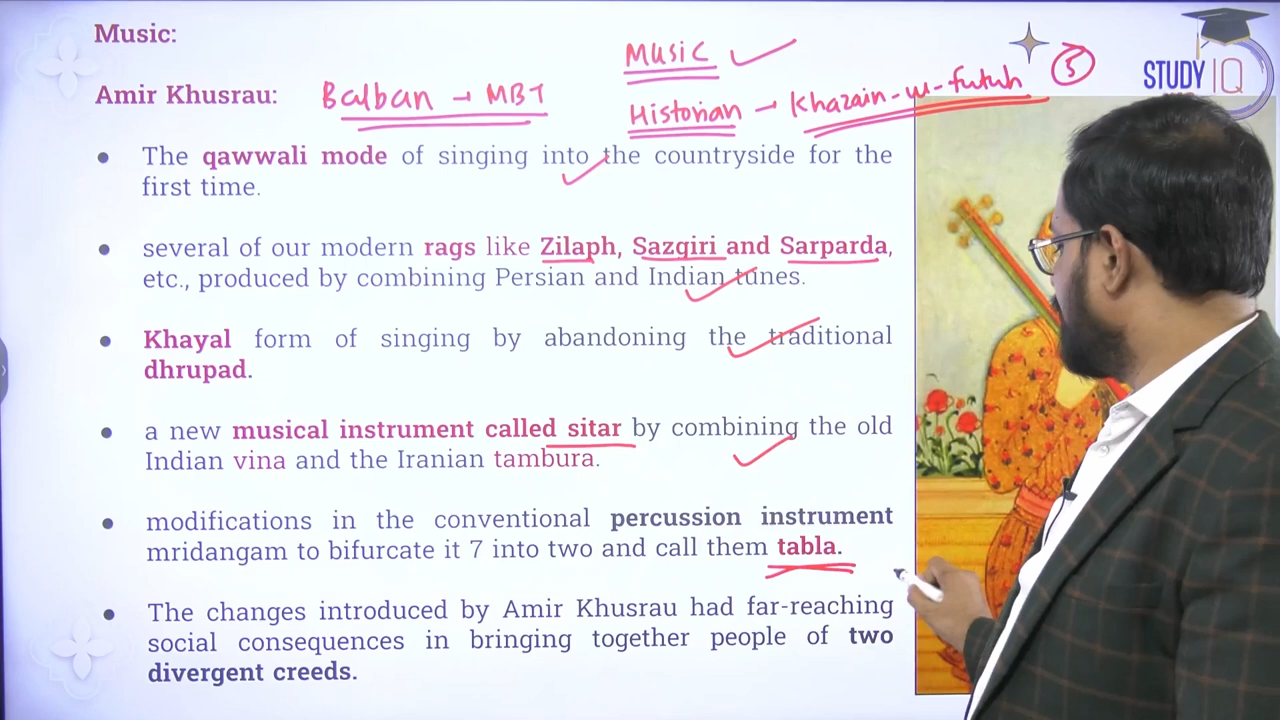 Music:
Music
STUDY IQ
Amir Khusrau: Balban → MBT
Historian → Khazain-ul-futuh 5
• The qawwali mode of singing into the countryside for the
first time.
• several of our modern rags like Zilaph, Sazgiri and Sarparda,
etc., produced by combining Persian and Indian tunes.
• Khayal form of singing by abandoning the traditional
dhrupad.
• a new musical instrument called sitar by combining the old
Indian vina and the Iranian tambura.
• modifications in the conventional percussion instrument
mridangam to bifurcate it 7 into two and call them tabla.
• The changes introduced by Amir Khusrau had far-reaching
social consequences in bringing together people of two
divergent creeds.